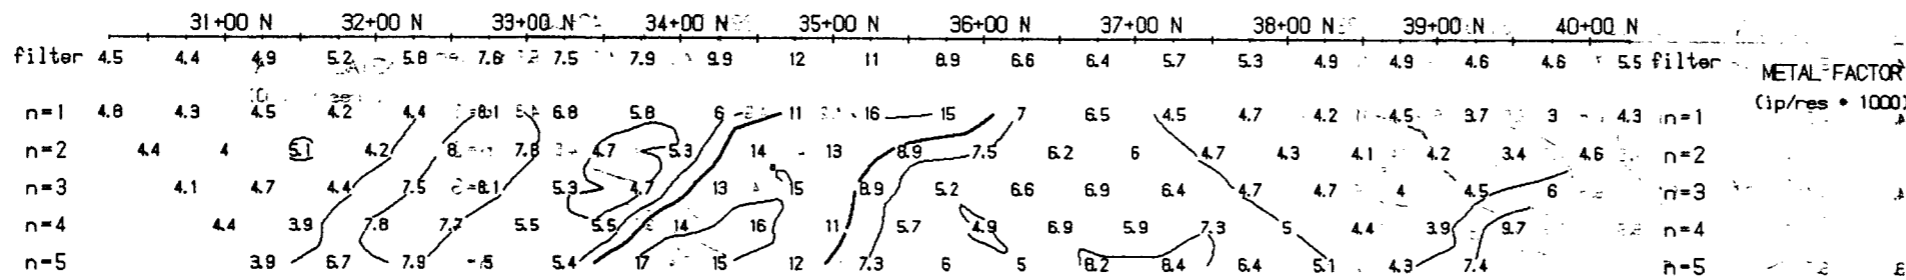 31+00 N 32+00 N 33+00 N 34+00 N 35+00 N 36+00 N 37+00 N 38+00 N 39+00 N 40+00 N
filter 4.5 4.4 4.9 5.2 5.8 7.6 7.5 7.9 9.9 12 11 8.9 6.6 6.4 5.7 5.3 4.9 4.9 4.6 4.6 5.5 filter
METAL FACTOR
(ip/res * 1000)
n=1 4.8 4.3 4.5 4.2 4.4 8.1 6.8 5.8 6 11 16 15 7 6.5 4.5 4.7 4.2 4.5 3.7 3 4.3 n=1
n=2 4.4 4 5.1 4.2 8 7.8 4.7 5.3 14 13 8.9 7.5 6.2 6 4.7 4.3 4.1 4.2 3.4 4.6 n=2
n=3 4.1 4.7 4.4 7.5 8.1 5.3 4.7 13 15 8.9 5.2 6.6 6.9 6.4 4.7 4.7 4 4.5 6 n=3
n=4 4.4 3.9 7.8 7.7 5.5 5.5 14 16 11 5.7 4.9 6.9 5.9 7.3 5 4.4 3.9 9.7 n=4
n=5 3.9 6.7 7.9 5 5.4 17 15 12 7.3 6 5 8.2 8.4 6.4 5.1 4.3 7.4 n=5